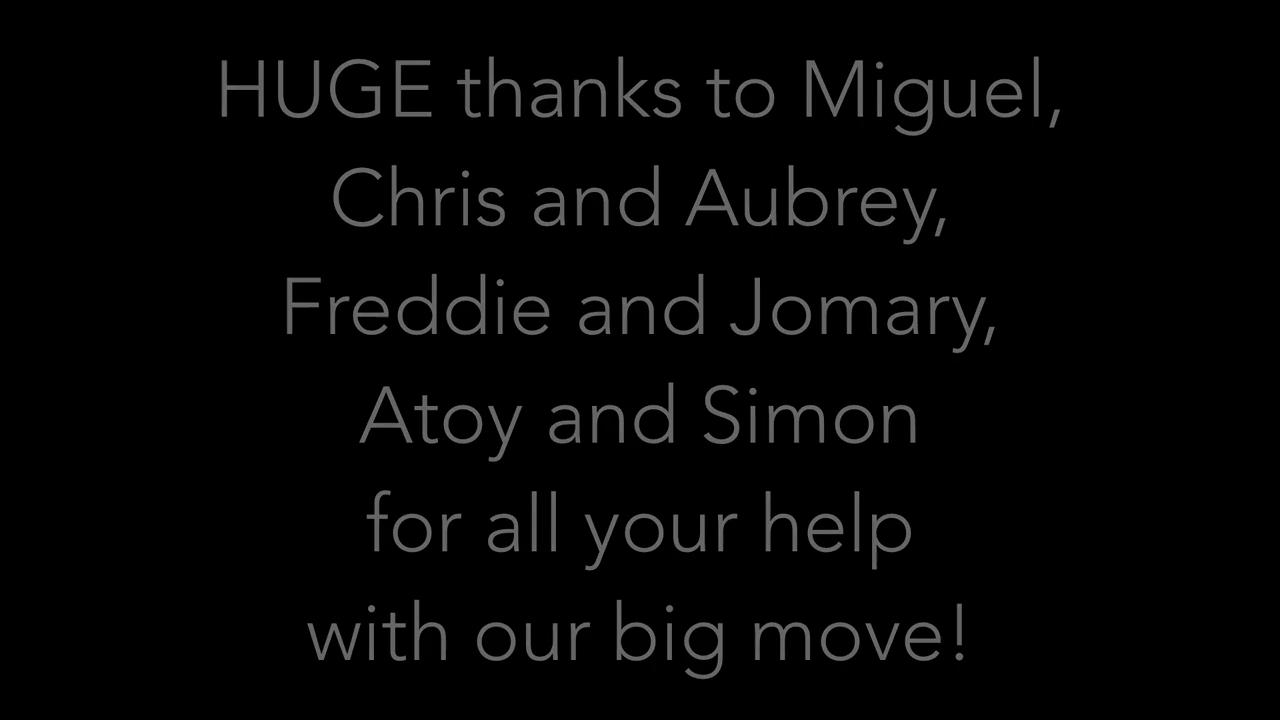 HUGE thanks to Miguel,
Chris and Aubrey,
Freddie and Jomary,
Atoy and Simon
for all your help
with our big move!